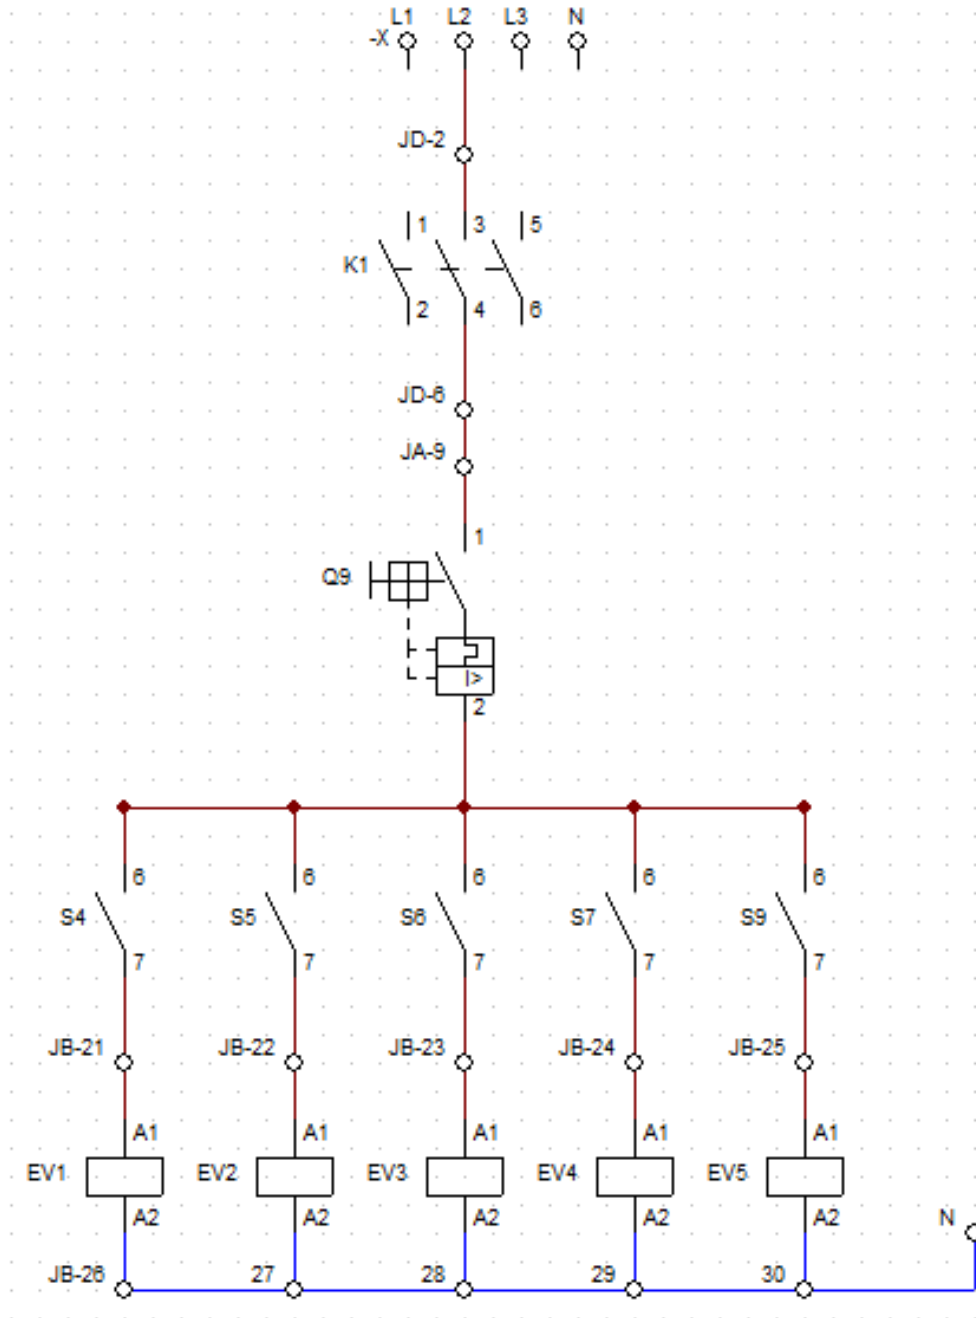 L1 L2 L3 N
-X
JD-2
1 3 5
K1
2 4 6
JD-6
JA-9
1
Q9
I>
2
6 6 6 6 6
S4 S5 S6 S7 S9
7 7 7 7 7
JB-21 JB-22 JB-23 JB-24 JB-25
A1 A1 A1 A1 A1
EV1 EV2 EV3 EV4 EV5
A2 A2 A2 A2 A2 N
JB-26 27 28 29 30